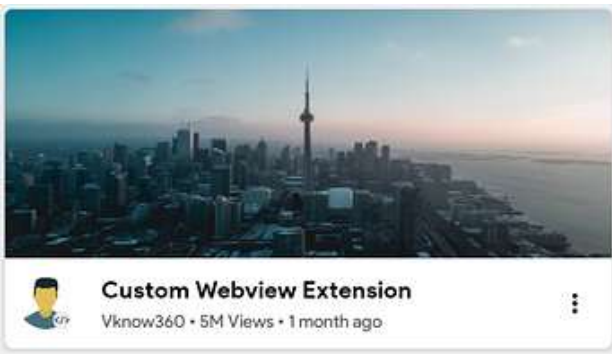 Custom Webview Extension
Vknow360 • 5M Views • 1 month ago